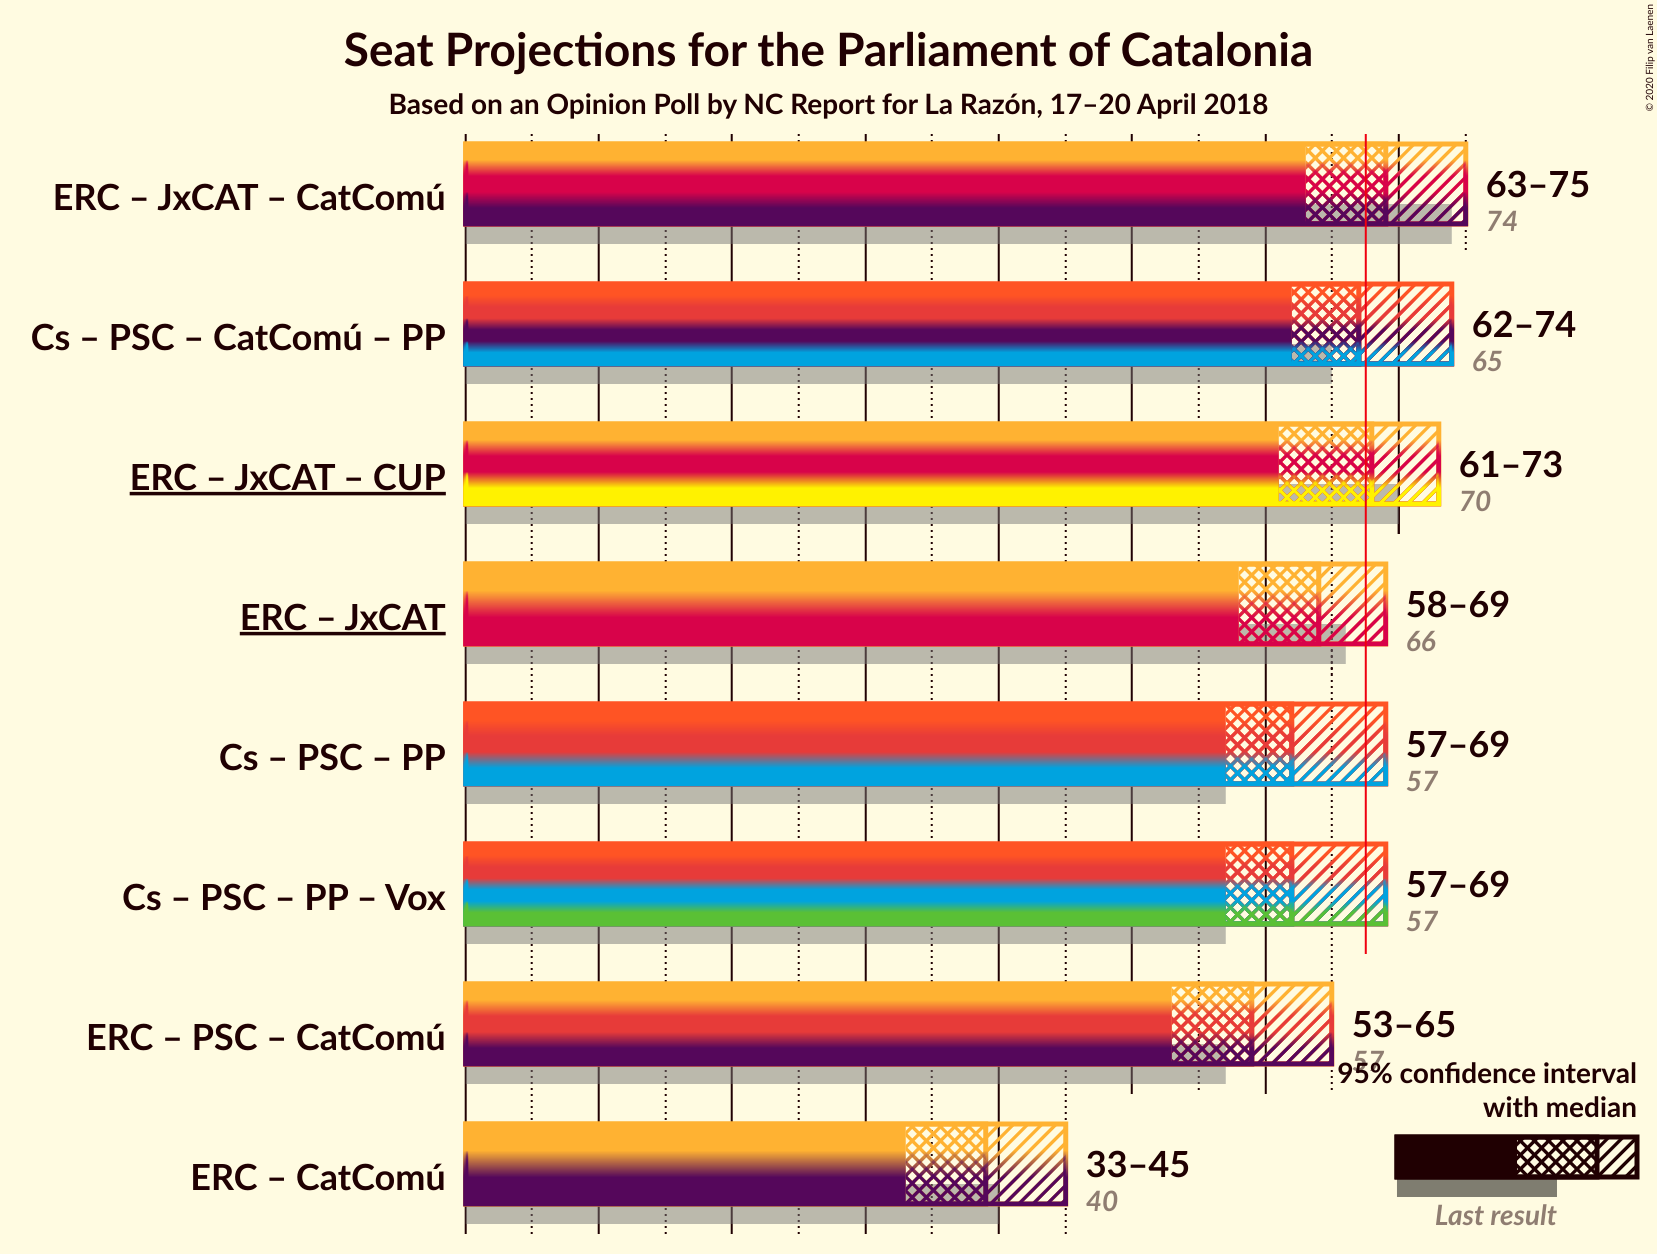 Seat Projections for the Parliament of Catalonia
Based on an Opinion Poll by NC Report for La Razón, 17–20 April 2018
© 2020 Filip van Laenen
ERC – JxCAT – CatComú
63–75
74
Cs – PSC – CatComú – PP
62–74
65
ERC – JxCAT – CUP
61–73
70
ERC – JxCAT
58–69
66
Cs – PSC – PP
57–69
57
Cs – PSC – PP – Vox
57–69
57
ERC – PSC – CatComú
53–65
57
95% confidence interval
with median
ERC – CatComú
33–45
40
Last result